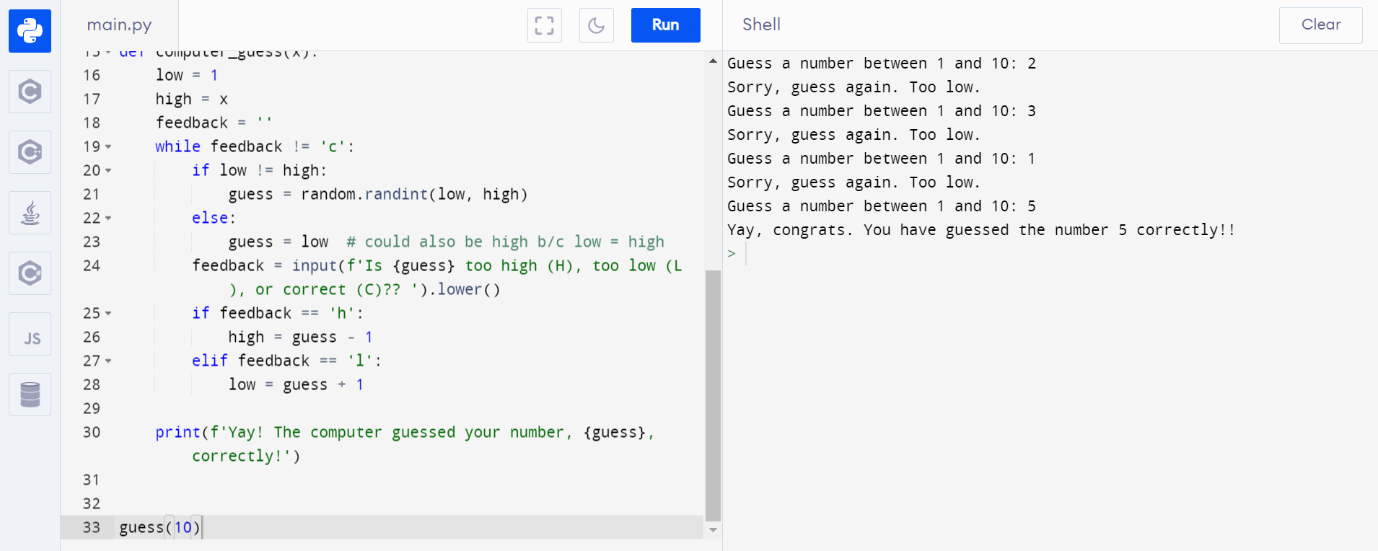 main.py
Run
Shell
Clear
15 def computer_guess(x):
16 low = 1
17 high = x
18 feedback = ''
19 while feedback != 'c':
20 if low != high:
21 guess = random.randint(low, high)
22 else:
23 guess = low # could also be high b/c low = high
24 feedback = input(f'Is {guess} too high (H), too low (L
), or correct (C)?? ').lower()
25 if feedback == 'h':
26 high = guess - 1
27 elif feedback == 'l':
28 low = guess + 1
29
30 print(f'Yay! The computer guessed your number, {guess},
correctly!')
31
32
33 guess(10)
Guess a number between 1 and 10: 2
Sorry, guess again. Too low.
Guess a number between 1 and 10: 3
Sorry, guess again. Too low.
Guess a number between 1 and 10: 1
Sorry, guess again. Too low.
Guess a number between 1 and 10: 5
Yay, congrats. You have guessed the number 5 correctly!!
>
JS